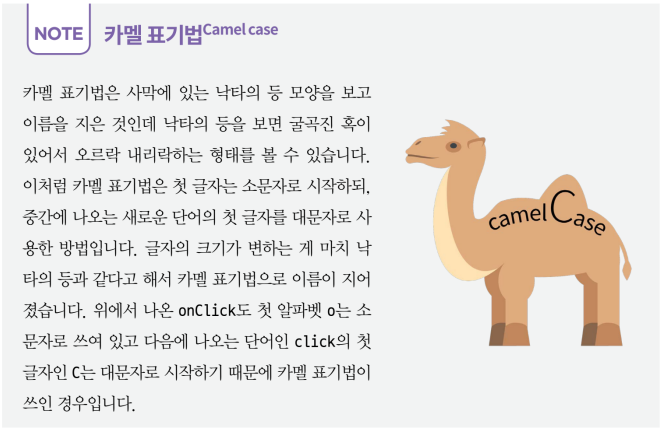 NOTE 카멜 표기법Camel case
카멜 표기법은 사막에 있는 낙타의 등 모양을 보고
이름을 지은 것인데 낙타의 등을 보면 굴곡진 혹이
있어서 오르락 내리락하는 형태를 볼 수 있습니다.
이처럼 카멜 표기법은 첫 글자는 소문자로 시작하되,
중간에 나오는 새로운 단어의 첫 글자를 대문자로 사
용한 방법입니다. 글자의 크기가 변하는 게 마치 낙
타의 등과 같다고 해서 카멜 표기법으로 이름이 지어
졌습니다. 위에서 나온 onClick도 첫 알파벳 o는 소
문자로 쓰여 있고 다음에 나오는 단어인 click의 첫
글자인 C는 대문자로 시작하기 때문에 카멜 표기법이
쓰인 경우입니다.
camelCase